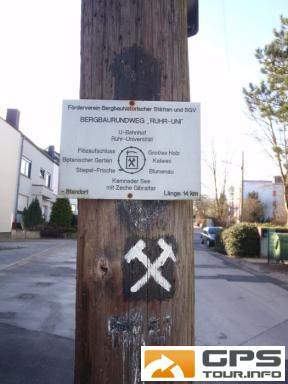 Förderverein Bergbauhistorischer Stätten und SGV
BERGBAURUNDWEG „RUHR-UNI"
U-Bahnhof
Ruhr-Universität
Flözaufschluss Großes Holz
Botanischer Garten Kalwes
Stiepel-Frische Blumenau
Kemnader See
mit Zeche Gibraltar
Standort Länge 14 km
GPS
TOUR.INFO